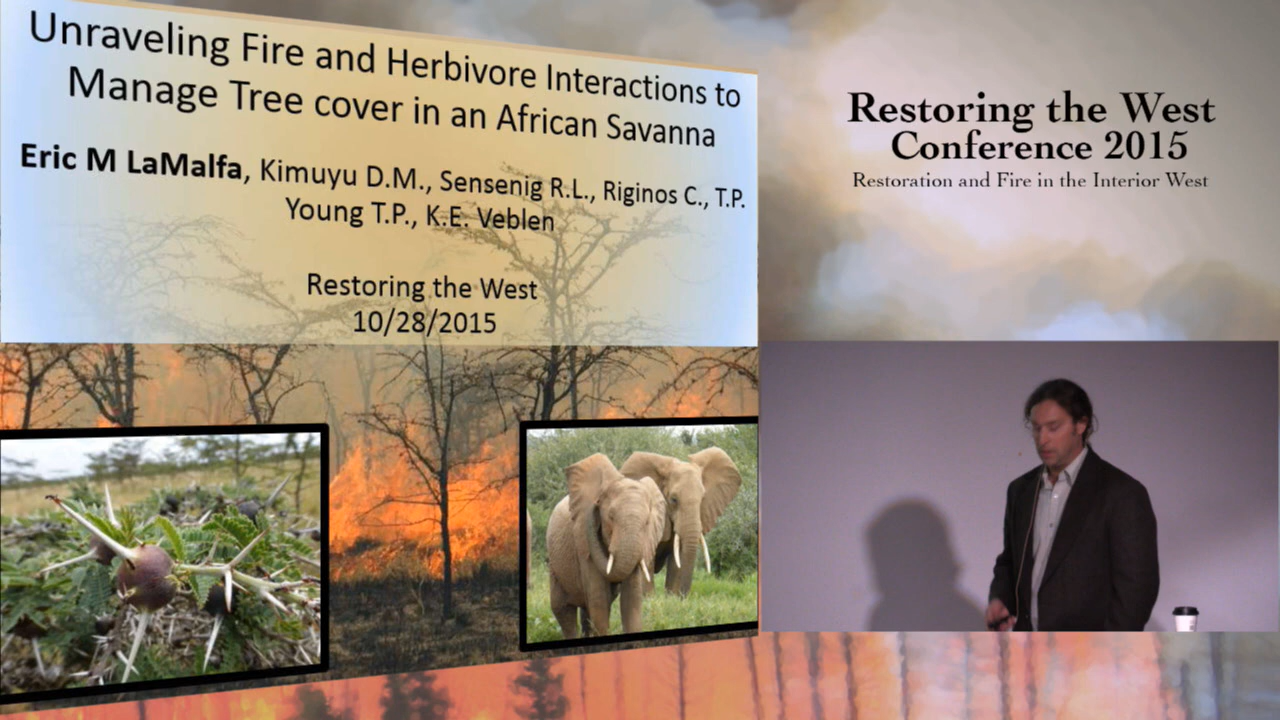 Unraveling Fire and Herbivore Interactions to
Manage Tree cover in an African Savanna
Eric M LaMalfa, Kimuyu D.M., Sensenig R.L., Riginos C., T.P.
Young T.P., K.E. Veblen
Restoring the West
10/28/2015
Restoring the West
Conference 2015
Restoration and Fire in the Interior West